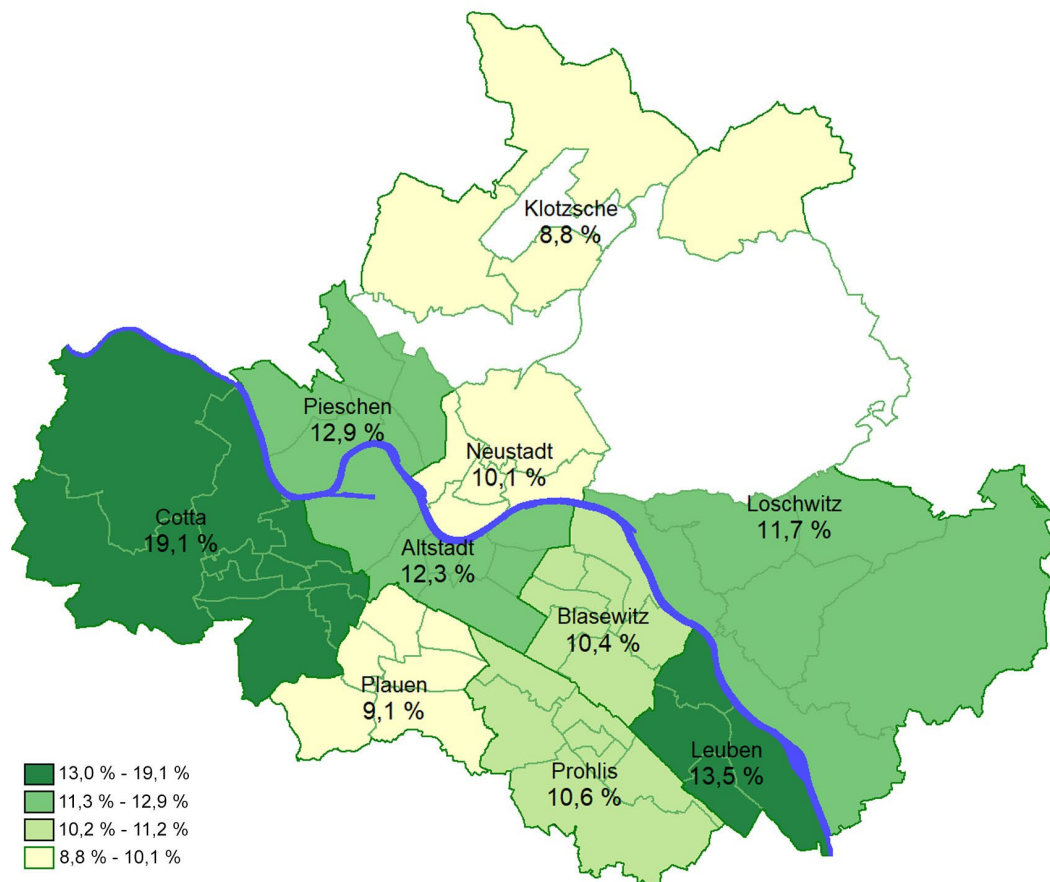 Klotzsche
8,8 %
Pieschen
12,9 %
Neustadt
10,1 %
Loschwitz
11,7 %
Cotta
19,1 %
Altstadt
12,3 %
Blasewitz
10,4 %
Plauen
9,1 %
Leuben
13,5 %
Prohlis
10,6 %
13,0 % - 19,1 %
11,3 % - 12,9 %
10,2 % - 11,2 %
8,8 % - 10,1 %